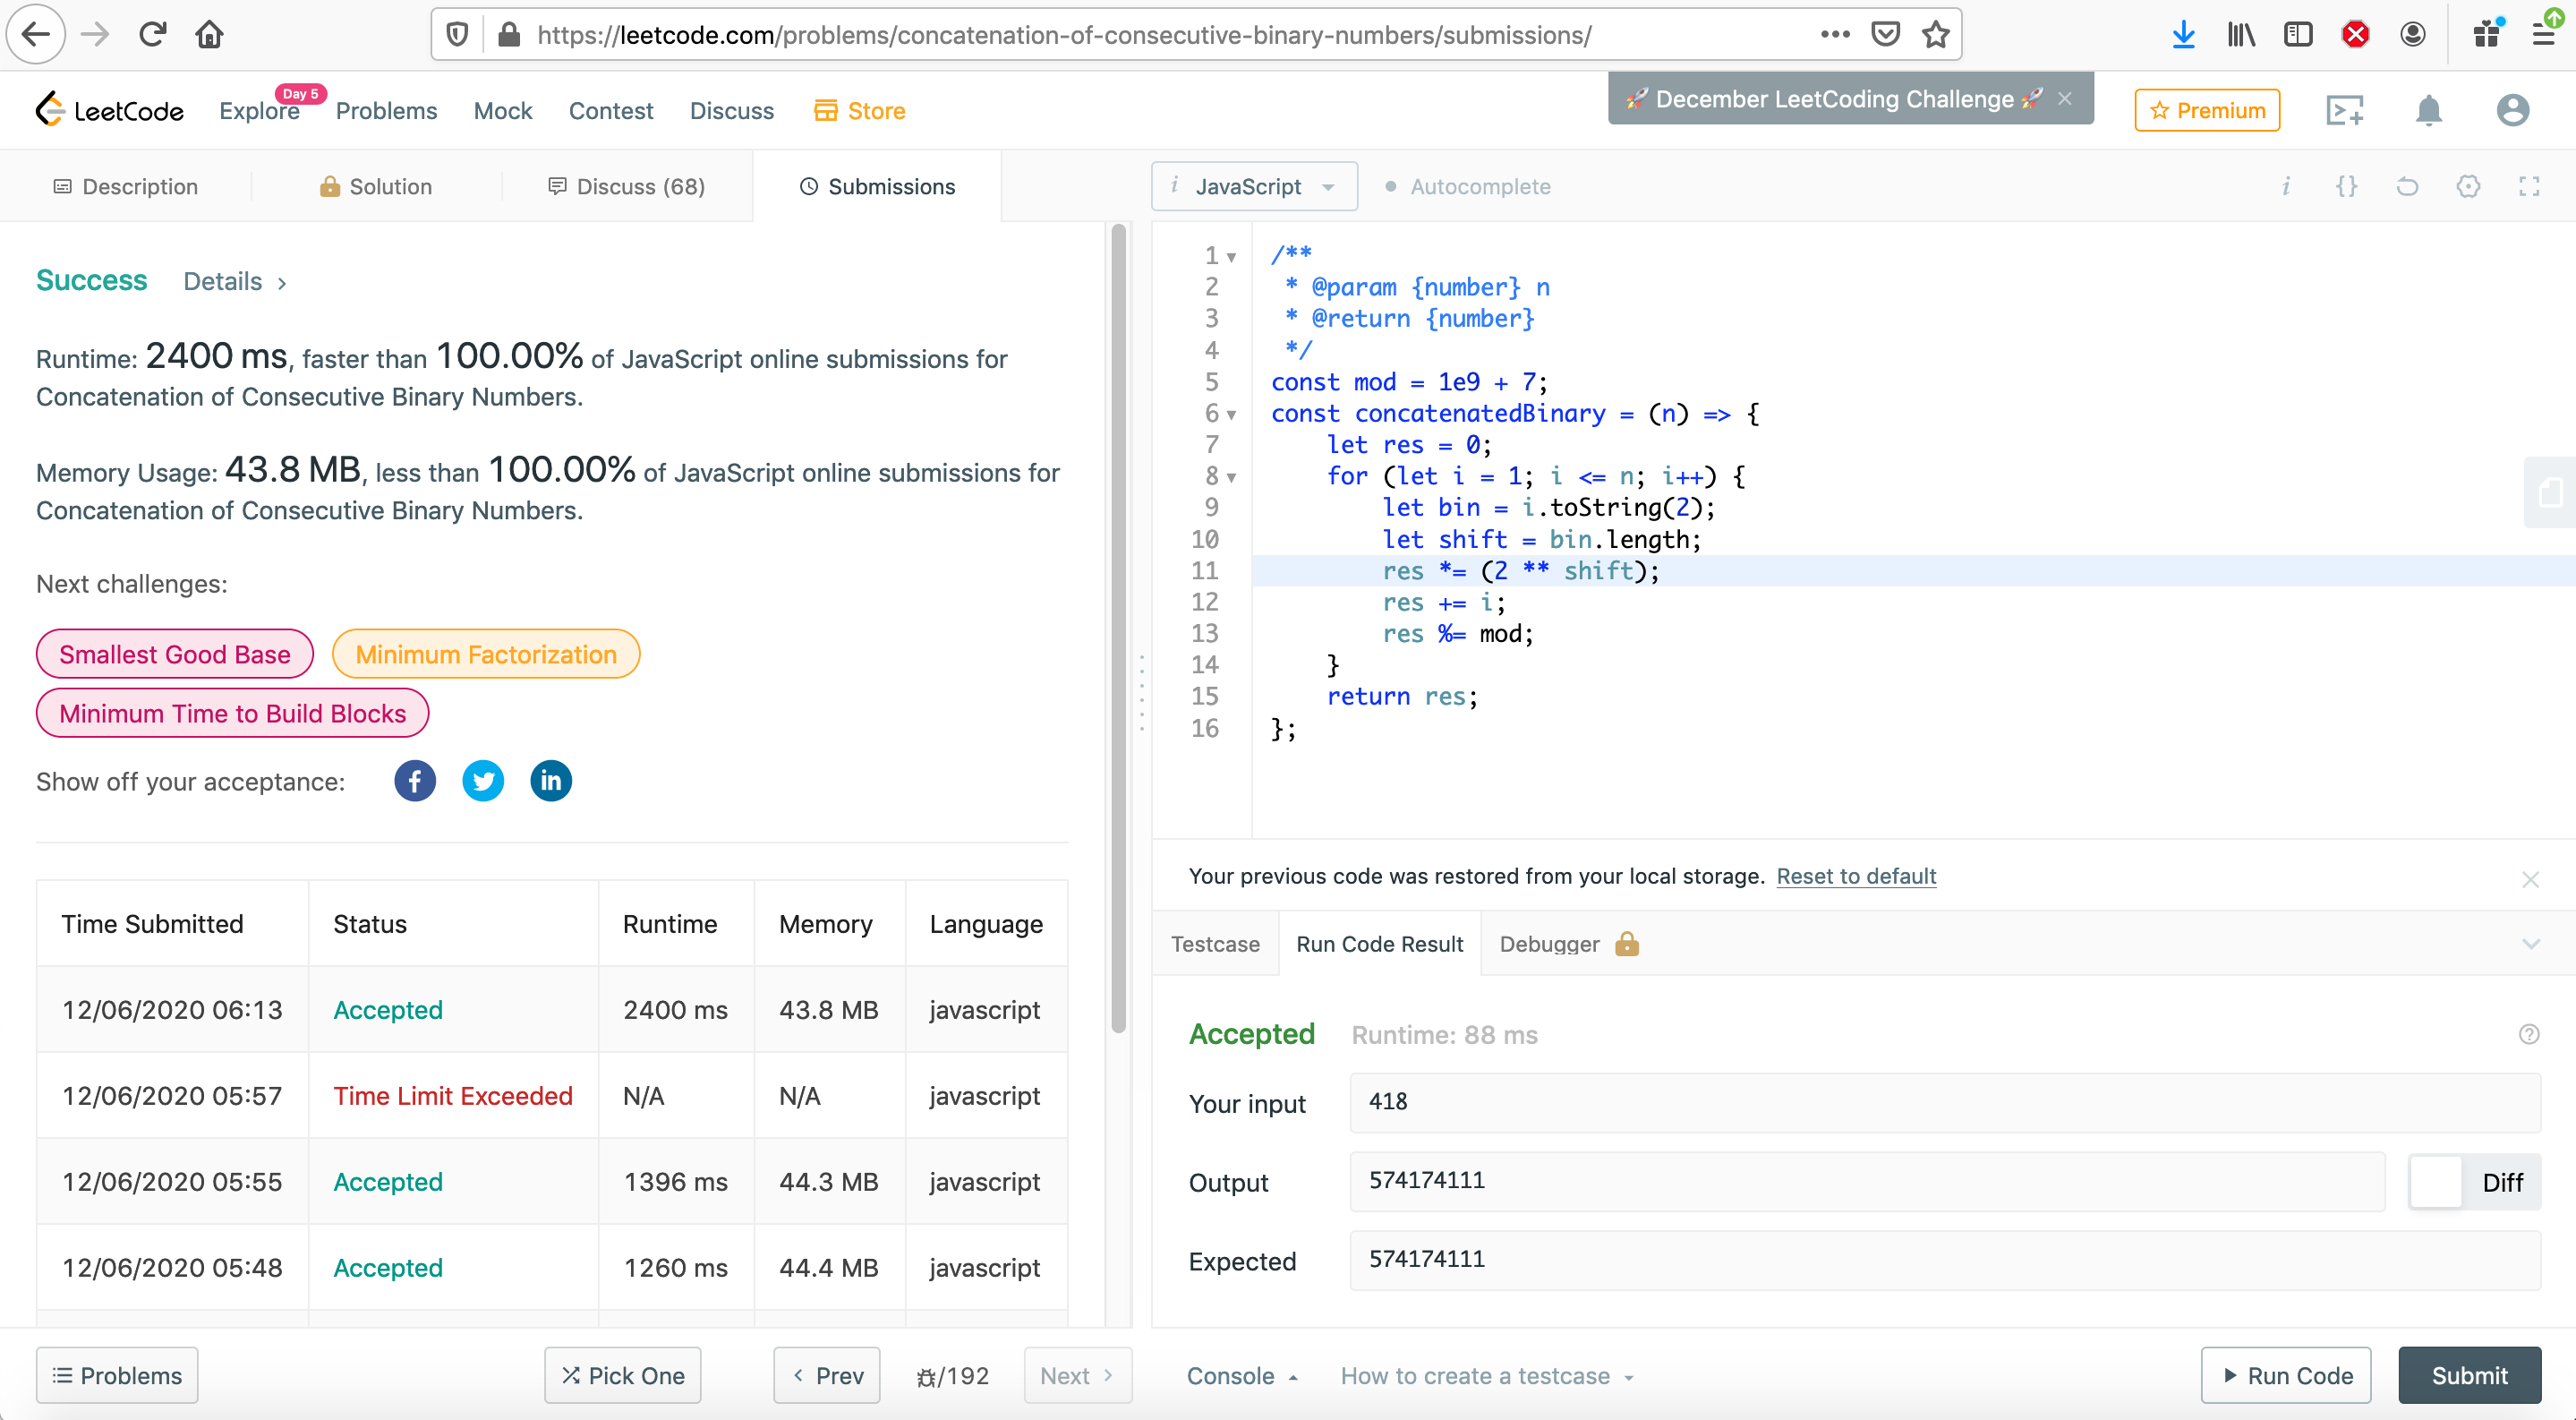 https://leetcode.com/problems/concatenation-of-consecutive-binary-numbers/submissions/
LeetCode
Explore
Day 5
Problems
Mock
Contest
Discuss
Store
🚀 December LeetCoding Challenge 🚀 ×
Premium
Description
Solution
Discuss (68)
Submissions
i JavaScript
Autocomplete
i
{}
Success Details >
Runtime: 2400 ms, faster than 100.00% of JavaScript online submissions for
Concatenation of Consecutive Binary Numbers.
Memory Usage: 43.8 MB, less than 100.00% of JavaScript online submissions for
Concatenation of Consecutive Binary Numbers.
Next challenges:
Smallest Good Base
Minimum Factorization
Minimum Time to Build Blocks
Show off your acceptance:
Time Submitted Status Runtime Memory Language
12/06/2020 06:13 Accepted 2400 ms 43.8 MB javascript
12/06/2020 05:57 Time Limit Exceeded N/A N/A javascript
12/06/2020 05:55 Accepted 1396 ms 44.3 MB javascript
12/06/2020 05:48 Accepted 1260 ms 44.4 MB javascript
Problems
Pick One
< Prev
/192
Next >
1 /**
2  * @param {number} n
3  * @return {number}
4  */
5 const mod = 1e9 + 7;
6 const concatenatedBinary = (n) => {
7     let res = 0;
8     for (let i = 1; i <= n; i++) {
9         let bin = i.toString(2);
10         let shift = bin.length;
11         res *= (2 ** shift);
12         res += i;
13         res %= mod;
14     }
15     return res;
16 };
Your previous code was restored from your local storage. Reset to default
Testcase
Run Code Result
Debugger
Accepted Runtime: 88 ms
Your input 418
Output 574174111 Diff
Expected 574174111
Console
How to create a testcase
Run Code
Submit